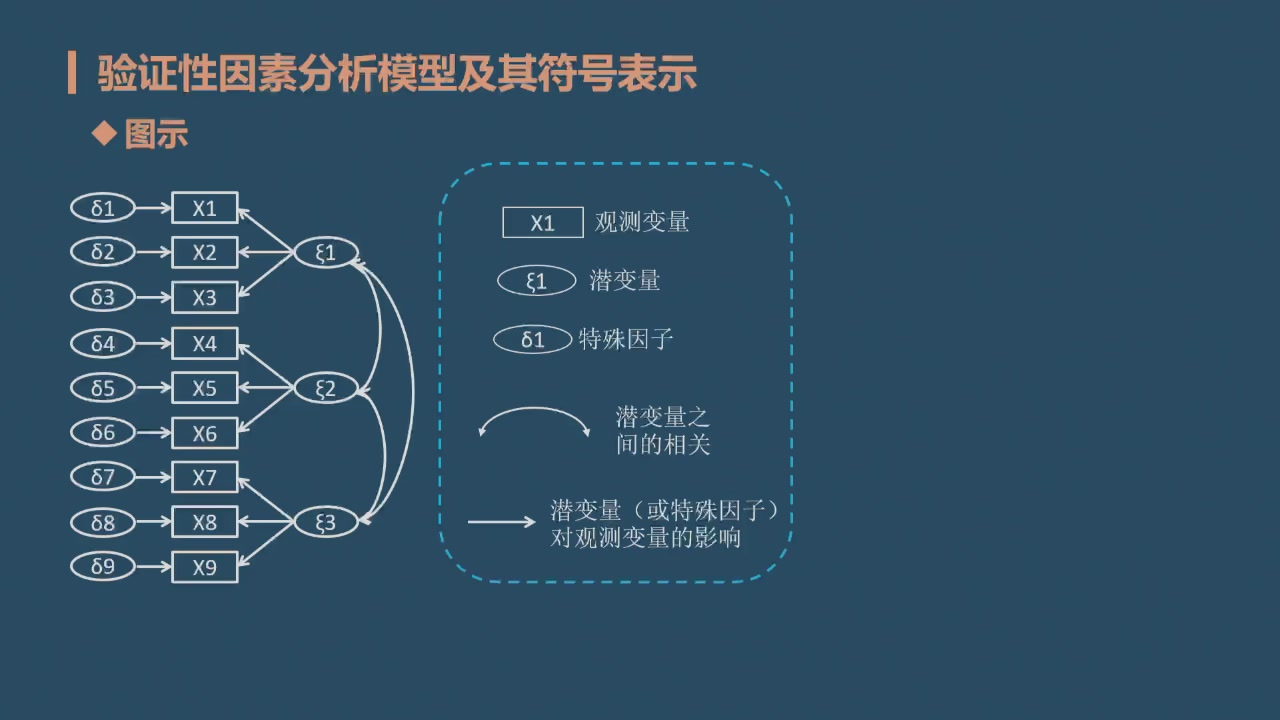 验证性因素分析模型及其符号表示
图示
δ1 X1
δ2 X2 ξ1
δ3 X3
δ4 X4
δ5 X5 ξ2
δ6 X6
δ7 X7
δ8 X8 ξ3
δ9 X9
X1 观测变量
ξ1 潜变量
δ1 特殊因子
潜变量之
间的相关
潜变量（或特殊因子）
对观测变量的影响